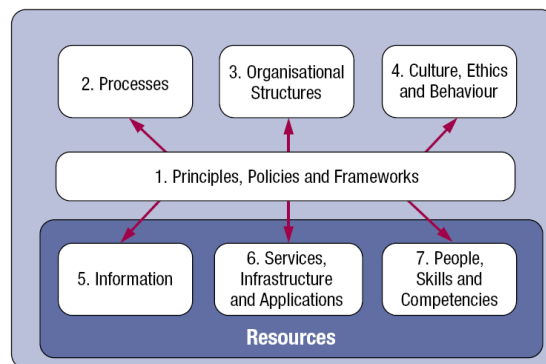 2. Processes
3. Organisational
Structures
4. Culture, Ethics
and Behaviour
1. Principles, Policies and Frameworks
5. Information
6. Services,
Infrastructure
and Applications
7. People,
Skills and
Competencies
Resources